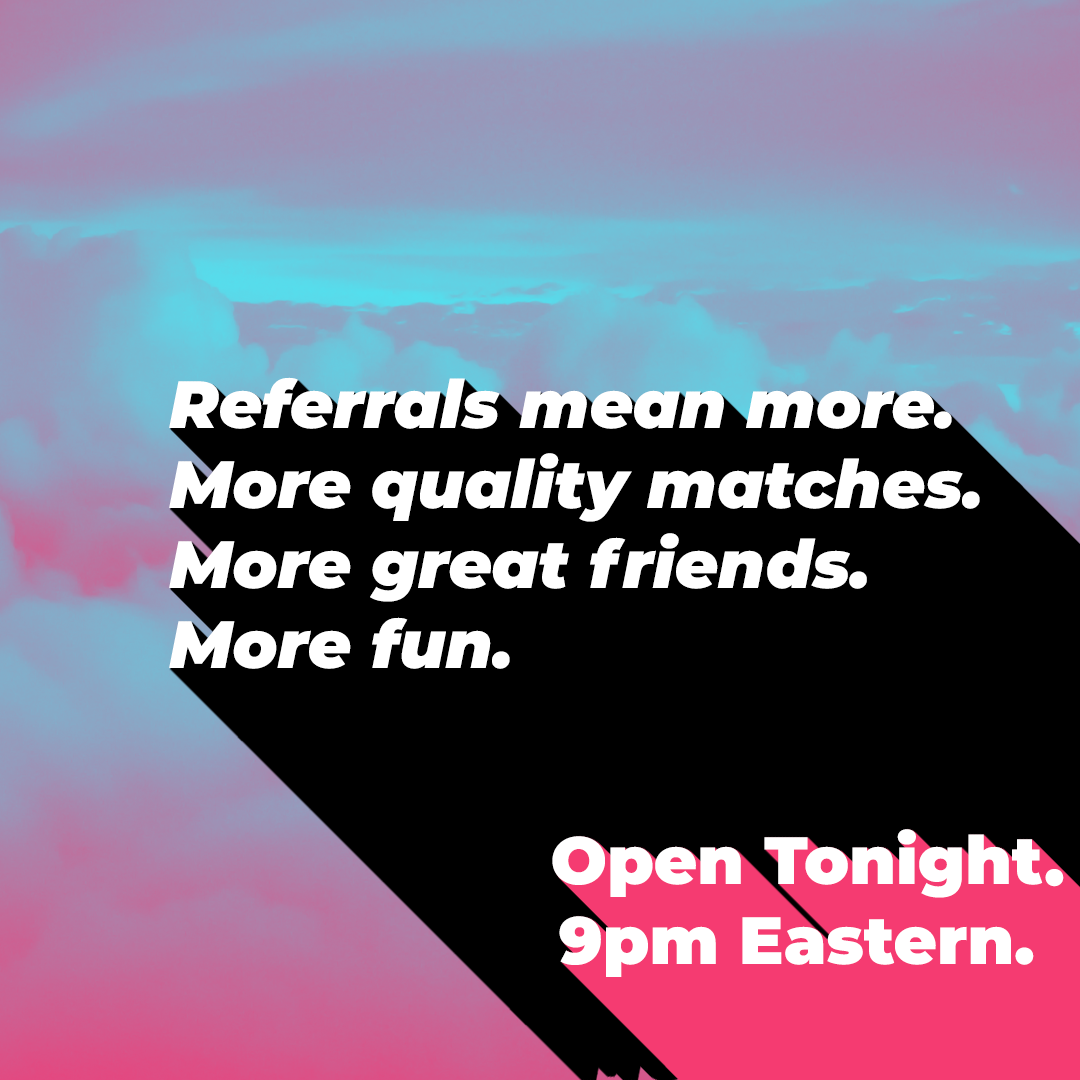 Referrals mean more.
More quality matches.
More great friends.
More fun.
Open Tonight.
9pm Eastern.